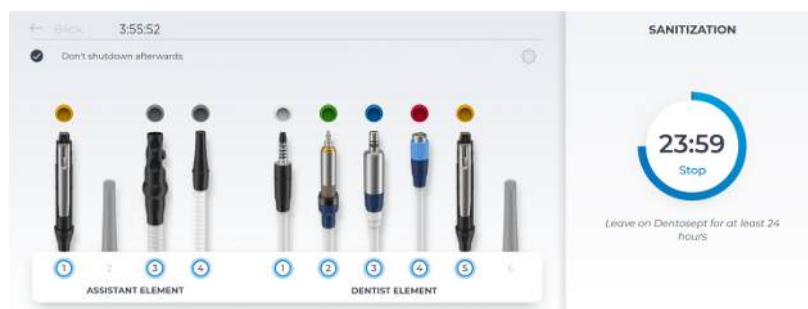 ← Back 3:55:52
Don't shutdown afterwards
1 2 3 4 1 2 3 4 5 6
ASSISTANT ELEMENT DENTIST ELEMENT
SANITIZATION
23:59
Stop
Leave on Dentosept for at least 24
hours